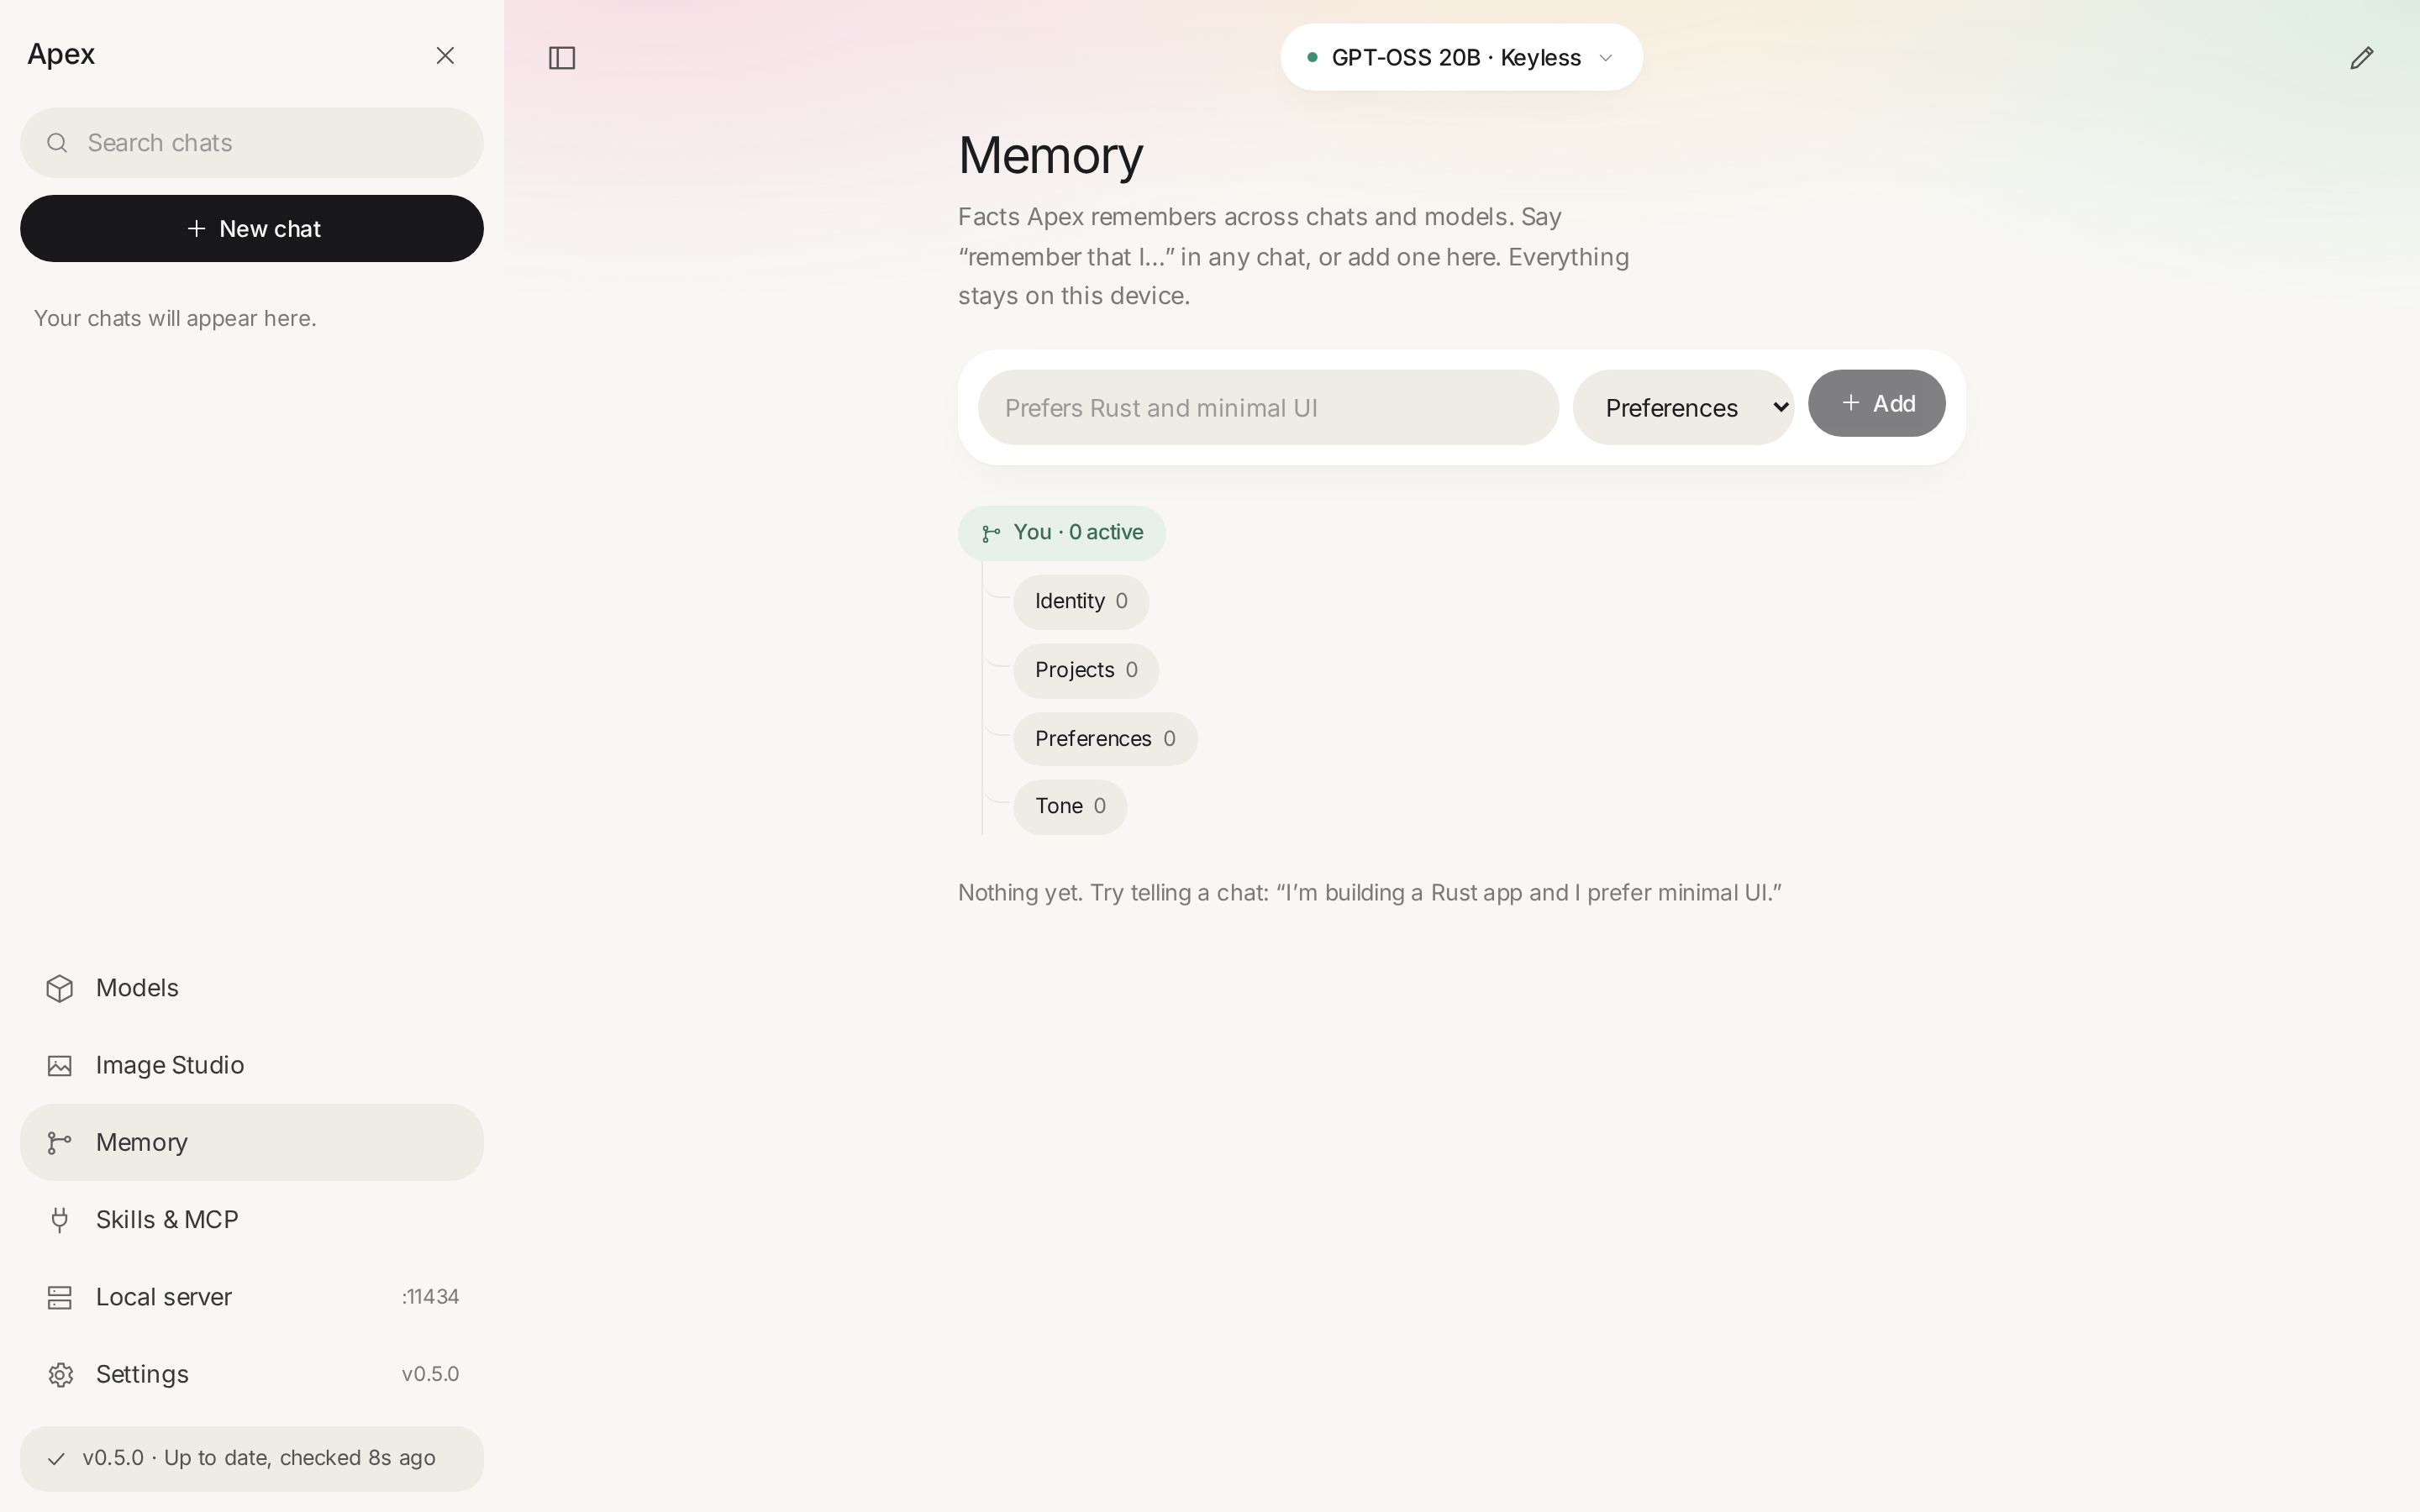 Apex
Search chats
New chat
Your chats will appear here.
Models
Image Studio
Memory
Skills & MCP
Local server :11434
Settings v0.5.0
v0.5.0 · Up to date, checked 8s ago
GPT-OSS 20B · Keyless
Memory
Facts Apex remembers across chats and models. Say
“remember that I…” in any chat, or add one here. Everything
stays on this device.
Prefers Rust and minimal UI
Preferences
Add
You · 0 active
Identity 0
Projects 0
Preferences 0
Tone 0
Nothing yet. Try telling a chat: “I’m building a Rust app and I prefer minimal UI.”